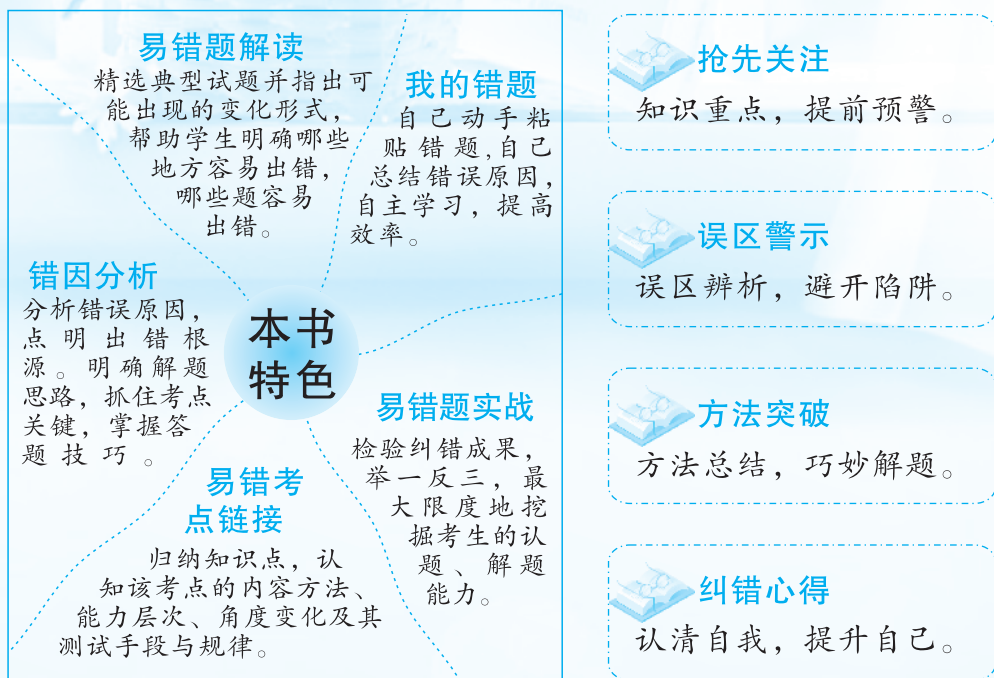 易错题解读
精选典型试题并指出可
能出现的变化形式，
帮助学生明确哪些
地方容易出错，
哪些题容易
出错。
我的错题
自己动手粘
贴错题,自己
总结错误原因，
自主学习，提高
效率。
错因分析
分析错误原因，
点明出错根
源。明确解题
思路，抓住考点
关键，掌握答
题技巧。
本书
特色
易错题实战
检验纠错成果，
举一反三，最
大限度地挖
掘考生的认
题、解题
能力。
易错考
点链接
归纳知识点，认
知该考点的内容方法、
能力层次、角度变化及其
测试手段与规律。
抢先关注
知识重点，提前预警。
误区警示
误区辨析，避开陷阱。
方法突破
方法总结，巧妙解题。
纠错心得
认清自我，提升自己。